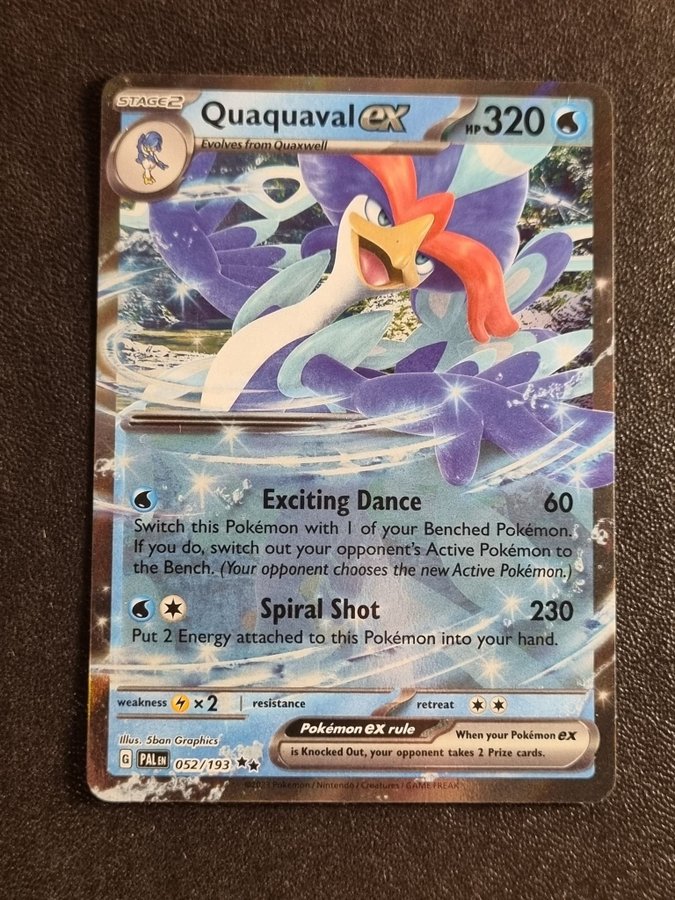 STAGE2
Quaquaval ex HP 320
Evolves from Quaxwell
Exciting Dance 60
Switch this Pokémon with 1 of your Benched Pokémon.
If you do, switch out your opponent's Active Pokémon to
the Bench. (Your opponent chooses the new Active Pokémon.)
Spiral Shot 230
Put 2 Energy attached to this Pokémon into your hand.
weakness ×2 resistance retreat
Pokémon ex rule When your Pokémon ex
is Knocked Out, your opponent takes 2 Prize cards.
Illus. 5ban Graphics
G PAL EN 052/193
©2023 Pokémon / Nintendo / Creatures / GAME FREAK